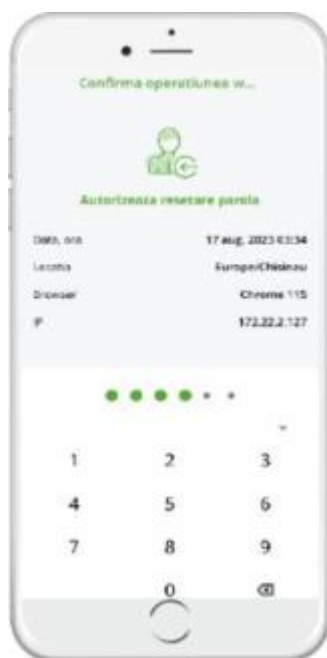 Confirma operatiunea w...
Autorizeaza resetare parola
Data, ora 17 aug. 2023 03:34
Locatia Europe/Chisinau
Browser Chrome 115
IP 172.22.2.127
1 2 3
4 5 6
7 8 9
0